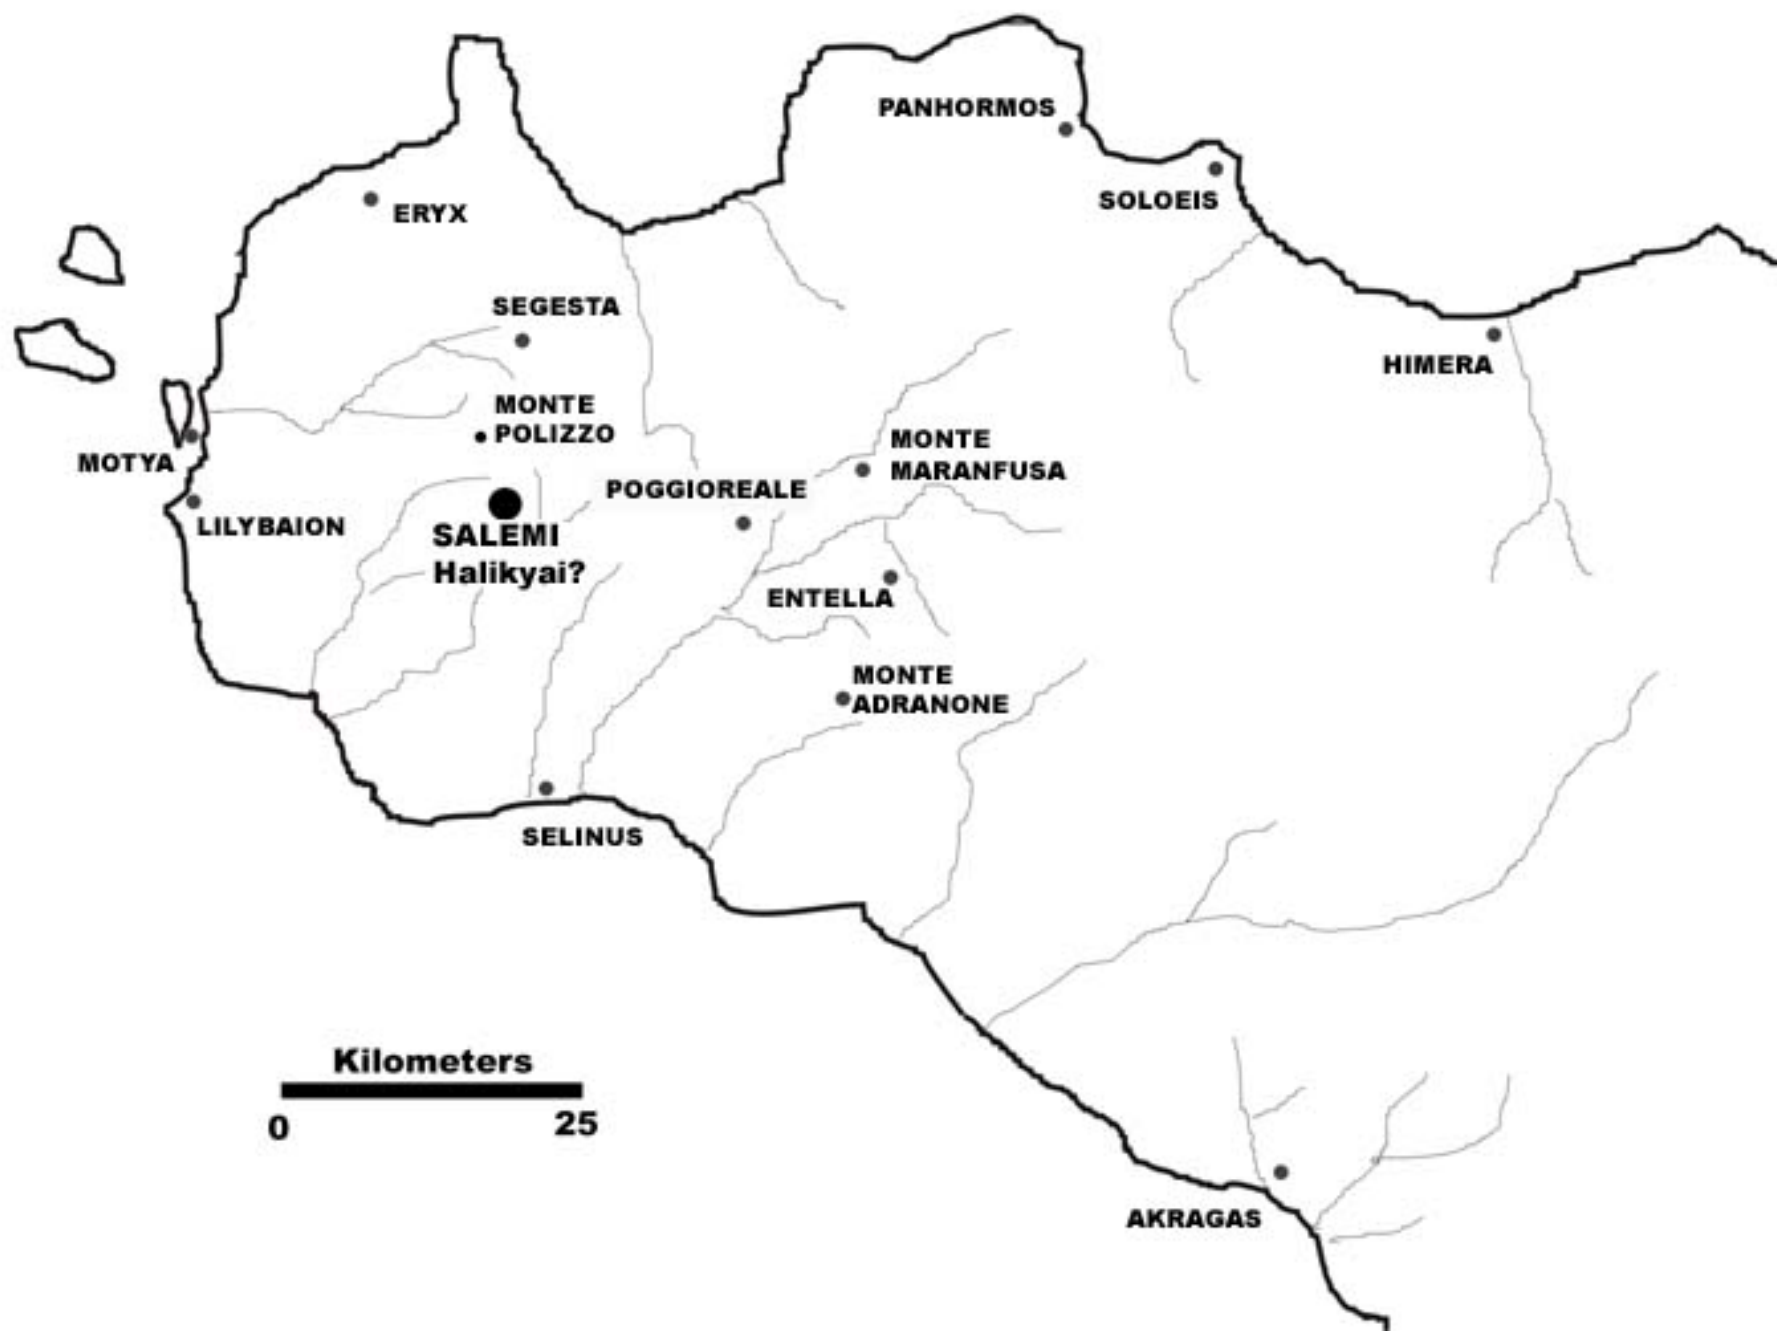 PANHORMOS
SOLOEIS
ERYX
SEGESTA
HIMERA
MONTE
POLIZZO
MONTE
MARANFUSA
MOTYA
POGGIOREALE
LILYBAION
SALEMI
Halikyai?
ENTELLA
MONTE
ADRANONE
SELINUS
Kilometers
0 25
AKRAGAS